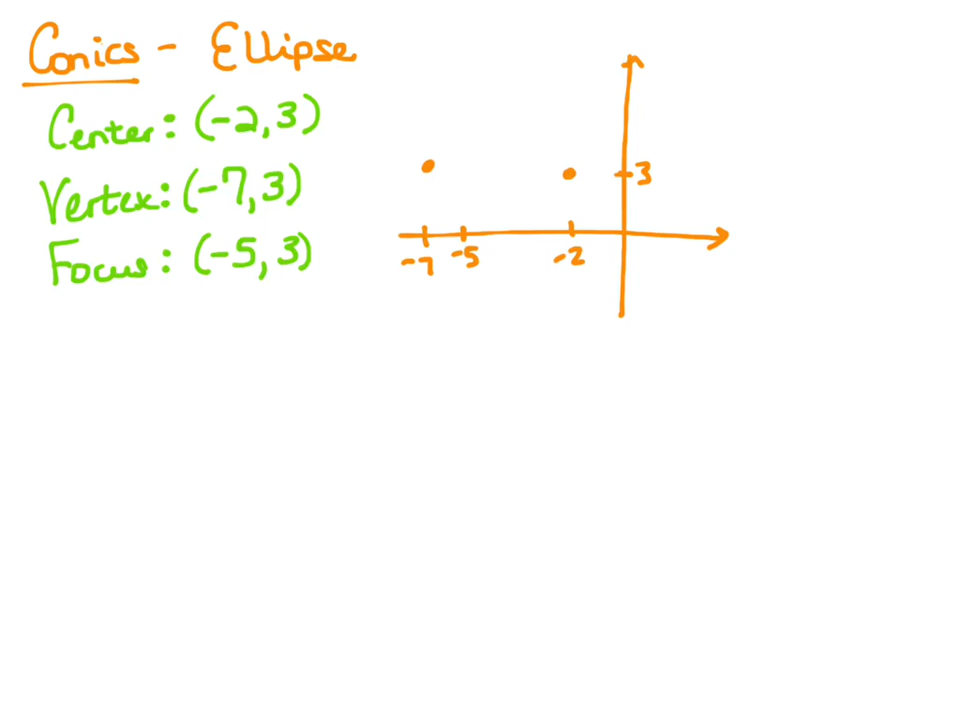 Conics - Ellipse
Center: (-2,3)
Vertex: (-7,3)
Focus: (-5,3)
3
-7 -5 -2